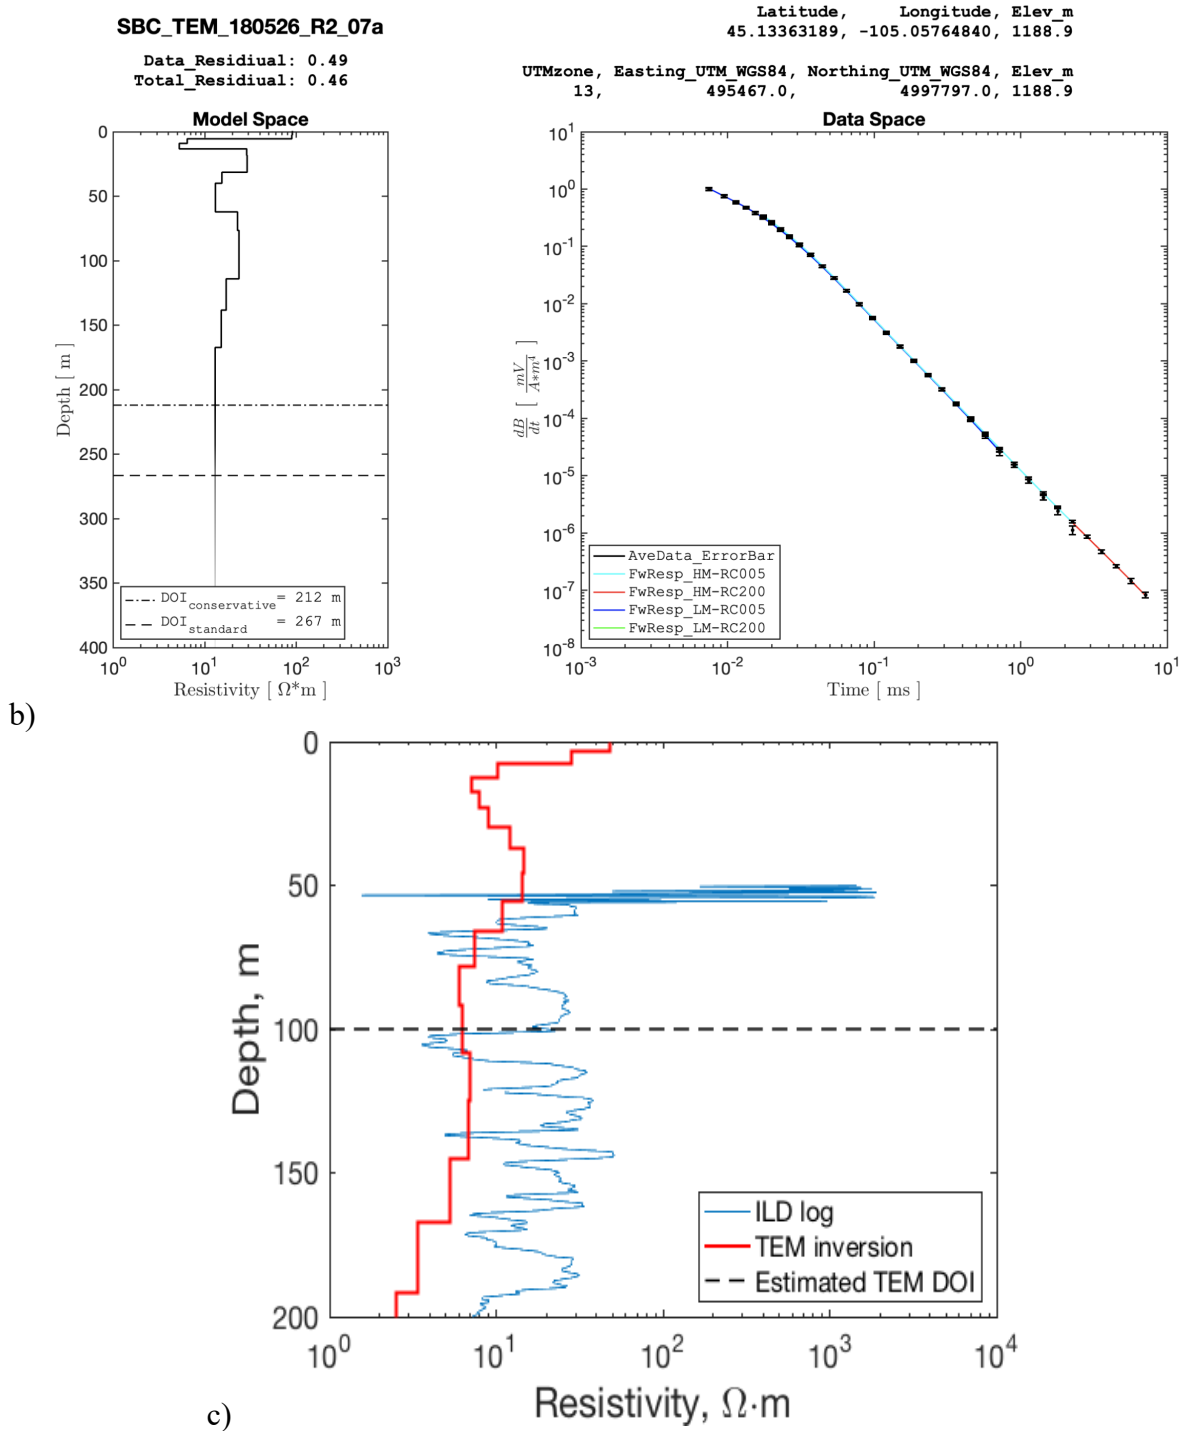 SBC_TEM_180526_R2_07a
Data_Residiual: 0.49
Total_Residiual: 0.46
Latitude, Longitude, Elev_m
45.13363189, -105.05764840, 1188.9
UTMzone, Easting_UTM_WGS84, Northing_UTM_WGS84, Elev_m
13, 495467.0, 4997797.0, 1188.9
Model Space
0
50
100
150
200
250
300
350
400
Depth [ m ]
DOI_conservative = 212 m
DOI_standard = 267 m
10^0 10^1 10^2 10^3
Resistivity [ Ω*m ]
Data Space
10^1
10^0
10^-1
10^-2
10^-3
10^-4
10^-5
10^-6
10^-7
10^-8
dB/dt [ mV/A*m^4 ]
AveData_ErrorBar
FwResp_HM-RC005
FwResp_HM-RC200
FwResp_LM-RC005
FwResp_LM-RC200
10^-3 10^-2 10^-1 10^0 10^1
Time [ ms ]
b)
0
50
100
150
200
Depth, m
ILD log
TEM inversion
Estimated TEM DOI
10^0 10^1 10^2 10^3 10^4
Resistivity, Ω·m
c)